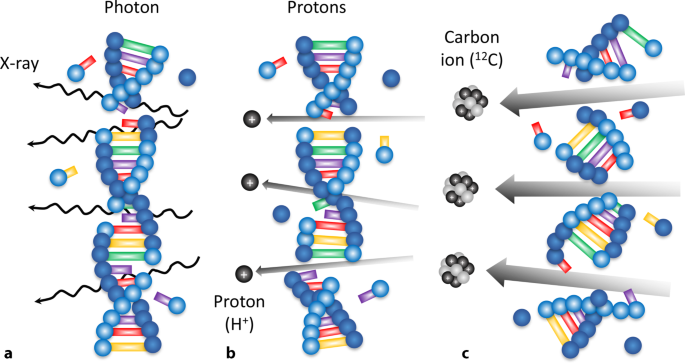 Photon
X-ray
a
Protons
+
+
+
Proton
(H⁺)
b
Carbon
ion (¹²C)
c